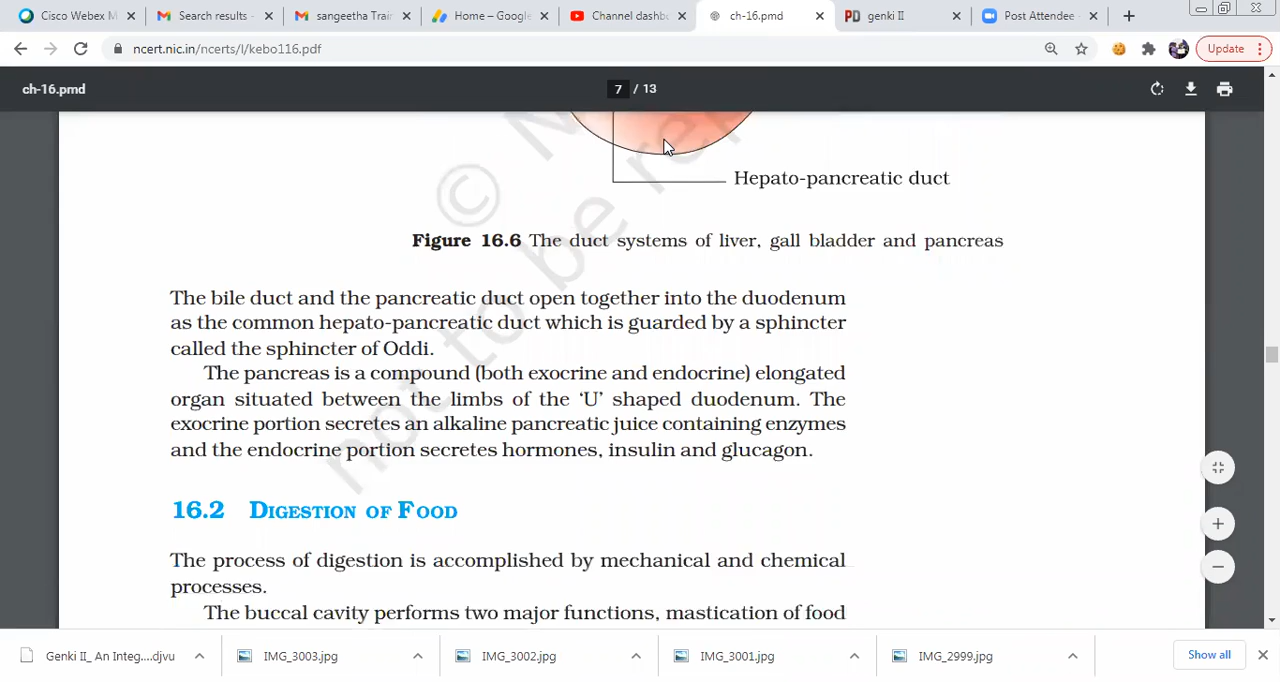 Cisco Webex M
Search results -
sangeetha Trai
Home – Google
Channel dashb
ch-16.pmd
PD genki II
Post Attendee -
ncert.nic.in/ncerts/l/kebo116.pdf
Update
ch-16.pmd
7 / 13
© N
not to be re
Hepato-pancreatic duct
Figure 16.6 The duct systems of liver, gall bladder and pancreas
The bile duct and the pancreatic duct open together into the duodenum
as the common hepato-pancreatic duct which is guarded by a sphincter
called the sphincter of Oddi.
The pancreas is a compound (both exocrine and endocrine) elongated
organ situated between the limbs of the ‘U’ shaped duodenum. The
exocrine portion secretes an alkaline pancreatic juice containing enzymes
and the endocrine portion secretes hormones, insulin and glucagon.
16.2 DIGESTION OF FOOD
The process of digestion is accomplished by mechanical and chemical
processes.
The buccal cavity performs two major functions, mastication of food
Genki II_ An Integ....djvu
IMG_3003.jpg
IMG_3002.jpg
IMG_3001.jpg
IMG_2999.jpg
Show all